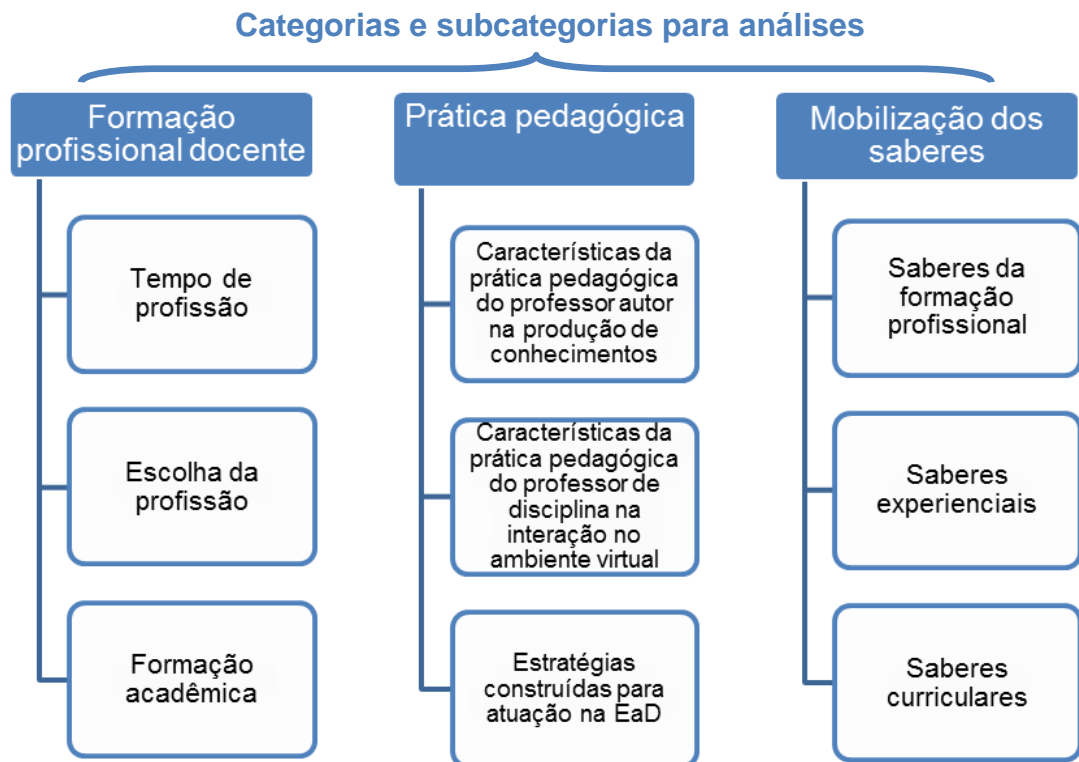 Categorias e subcategorias para análises
Formação
profissional docente
Tempo de
profissão
Escolha da
profissão
Formação
acadêmica
Prática pedagógica
Características da
prática pedagógica
do professor autor
na produção de
conhecimentos
Características da
prática pedagógica
do professor de
disciplina na
interação no
ambiente virtual
Estratégias
construídas para
atuação na EaD
Mobilização dos
saberes
Saberes da
formação
profissional
Saberes
experienciais
Saberes
curriculares